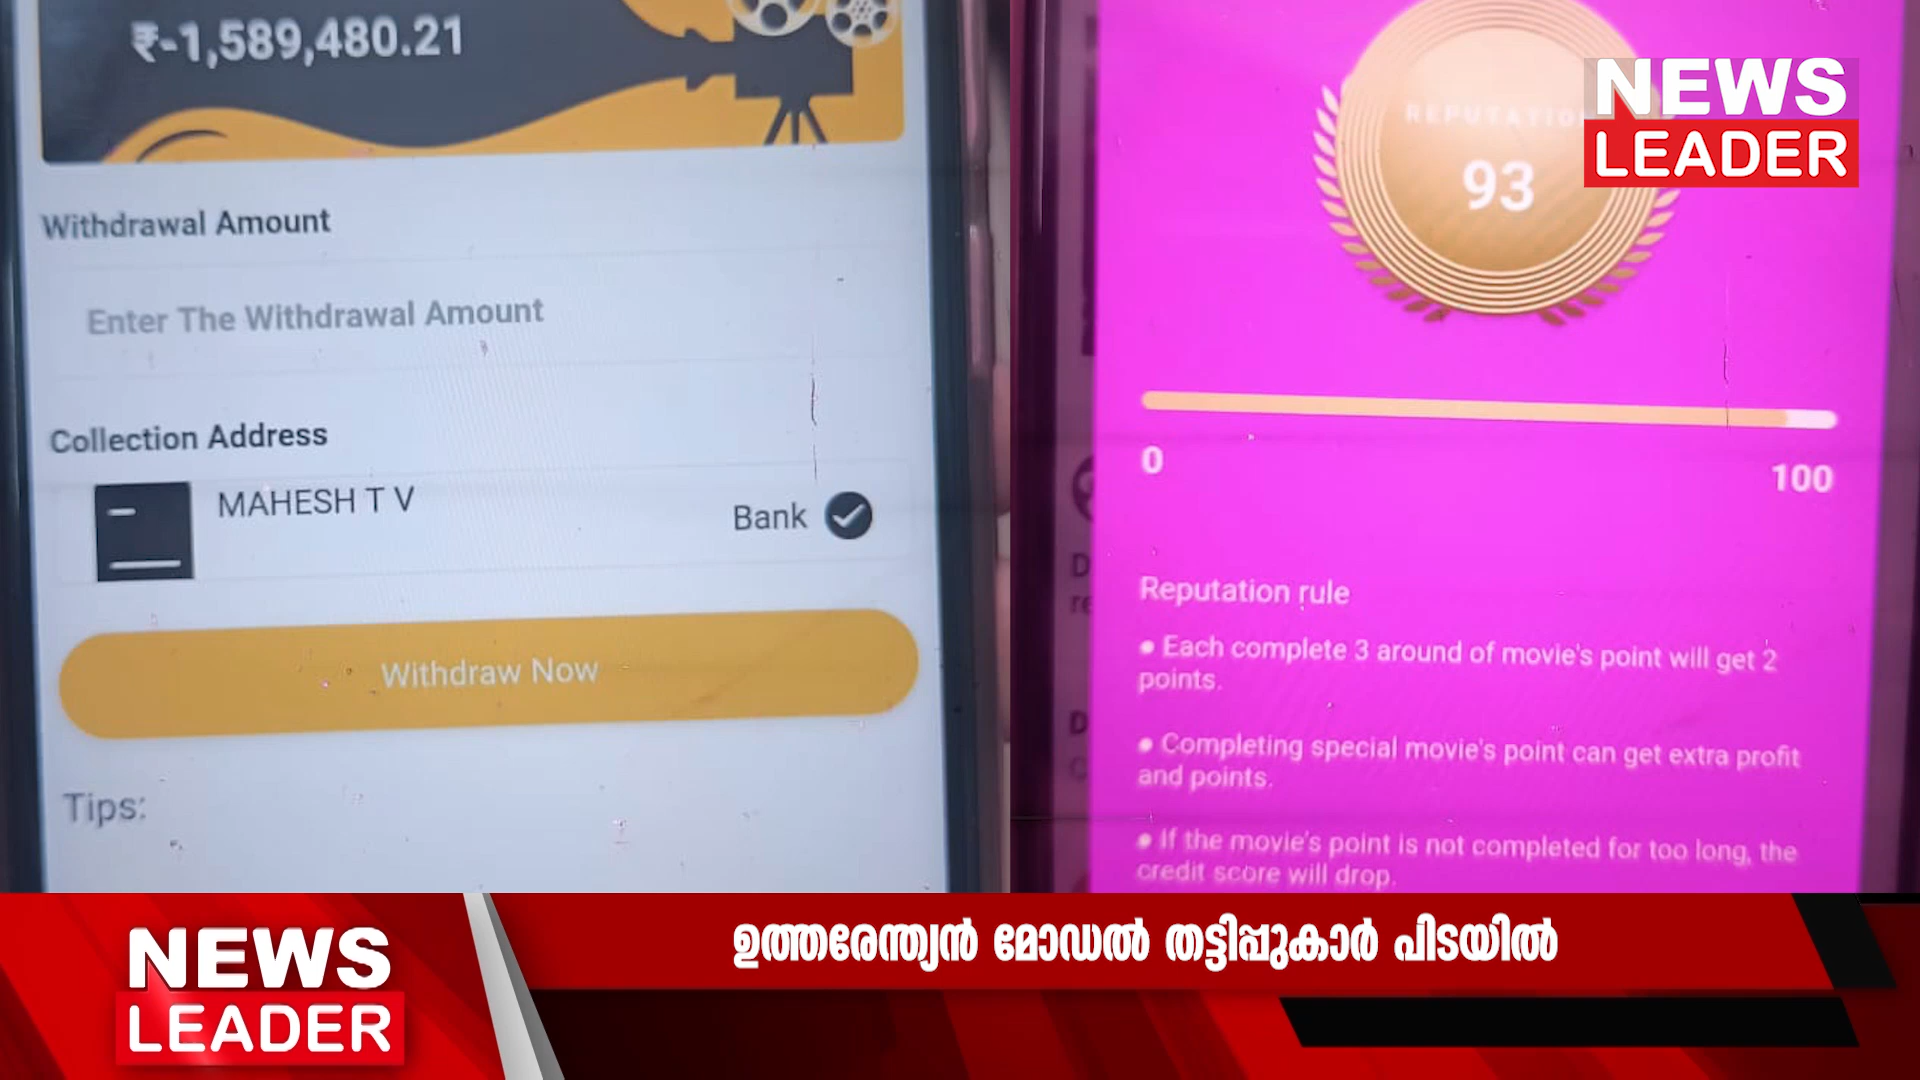 ₹-1,589,480.21
Withdrawal Amount
Enter The Withdrawal Amount
Collection Address
MAHESH T V
Bank
Withdraw Now
Tips:
REPUTATION
93
0
100
Reputation rule
• Each complete 3 around of movie's point will get 2
points.
• Completing special movie's point can get extra profit
and points.
• If the movie's point is not completed for too long, the
credit score will drop.
NEWS
LEADER
NEWS
LEADER
ഉത്തരേന്ത്യൻ മോഡൽ തട്ടിപ്പുകാർ പിടയിൽ